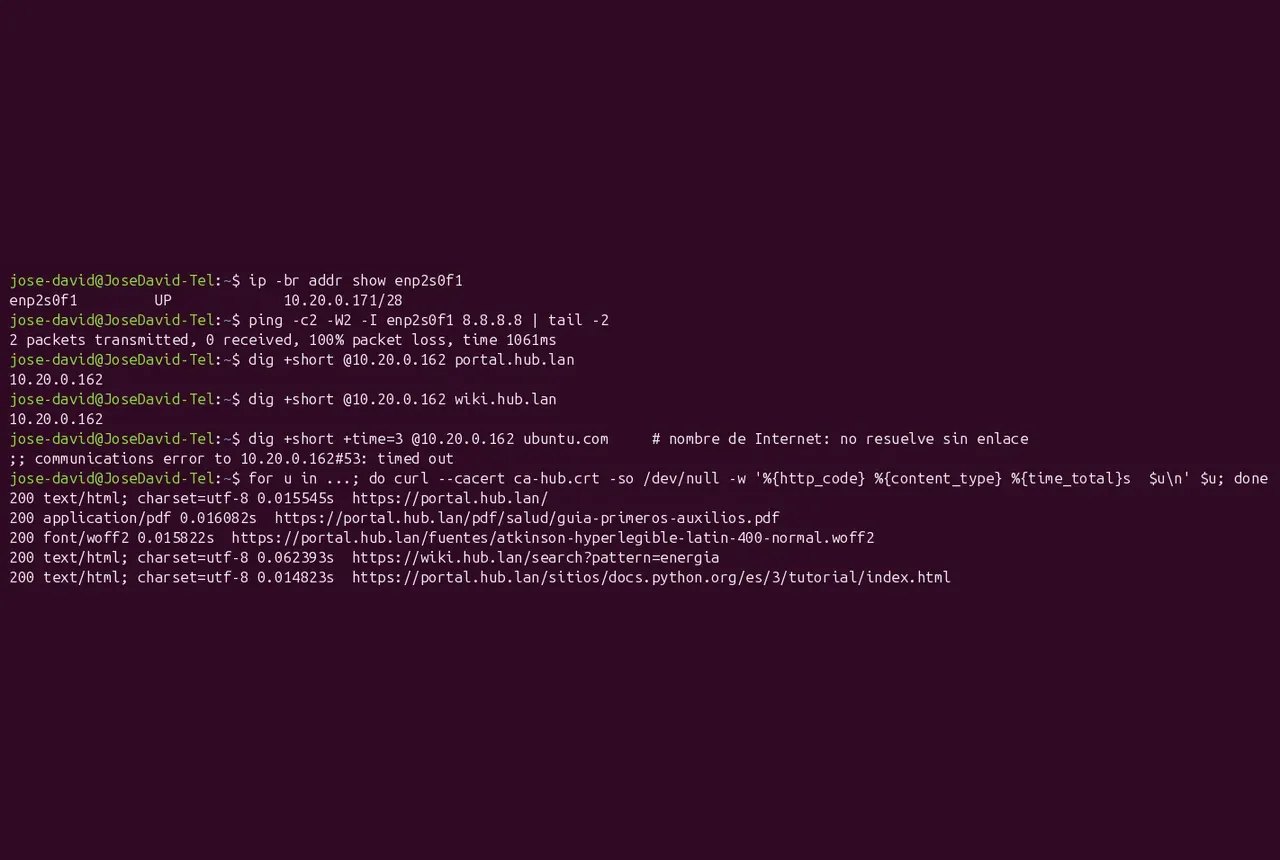 jose-david@JoseDavid-Tel:~$ ip -br addr show enp2s0f1
enp2s0f1         UP             10.20.0.171/28
jose-david@JoseDavid-Tel:~$ ping -c2 -W2 -I enp2s0f1 8.8.8.8 | tail -2
2 packets transmitted, 0 received, 100% packet loss, time 1061ms
jose-david@JoseDavid-Tel:~$ dig +short @10.20.0.162 portal.hub.lan
10.20.0.162
jose-david@JoseDavid-Tel:~$ dig +short @10.20.0.162 wiki.hub.lan
10.20.0.162
jose-david@JoseDavid-Tel:~$ dig +short +time=3 @10.20.0.162 ubuntu.com     # nombre de Internet: no resuelve sin enlace
;; communications error to 10.20.0.162#53: timed out
jose-david@JoseDavid-Tel:~$ for u in ...; do curl --cacert ca-hub.crt -so /dev/null -w '%{http_code} %{content_type} %{time_total}s  $u\n' $u; done
200 text/html; charset=utf-8 0.015545s  https://portal.hub.lan/
200 application/pdf 0.016082s  https://portal.hub.lan/pdf/salud/guia-primeros-auxilios.pdf
200 font/woff2 0.015822s  https://portal.hub.lan/fuentes/atkinson-hyperlegible-latin-400-normal.woff2
200 text/html; charset=utf-8 0.062393s  https://wiki.hub.lan/search?pattern=energia
200 text/html; charset=utf-8 0.014823s  https://portal.hub.lan/sitios/docs.python.org/es/3/tutorial/index.html